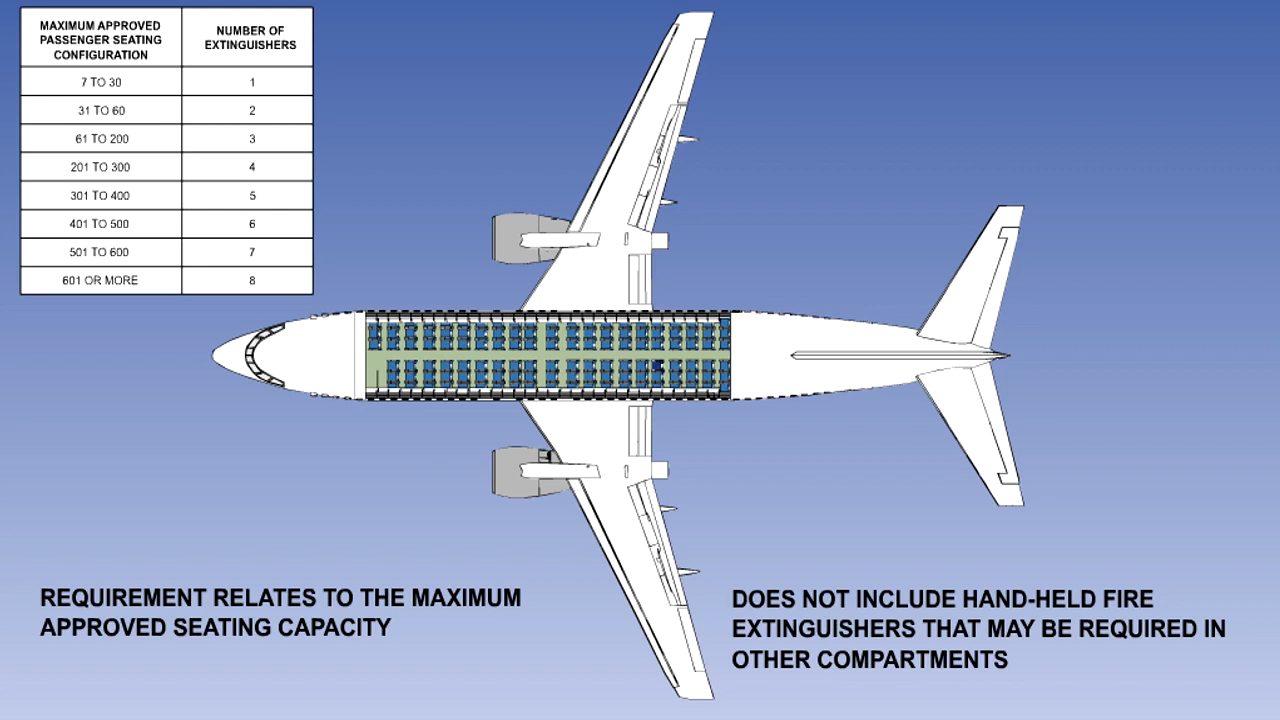 MAXIMUM APPROVED
PASSENGER SEATING
CONFIGURATION
NUMBER OF
EXTINGUISHERS
7 TO 30 1
31 TO 60 2
61 TO 200 3
201 TO 300 4
301 TO 400 5
401 TO 500 6
501 TO 600 7
601 OR MORE 8
REQUIREMENT RELATES TO THE MAXIMUM
APPROVED SEATING CAPACITY
DOES NOT INCLUDE HAND-HELD FIRE
EXTINGUISHERS THAT MAY BE REQUIRED IN
OTHER COMPARTMENTS